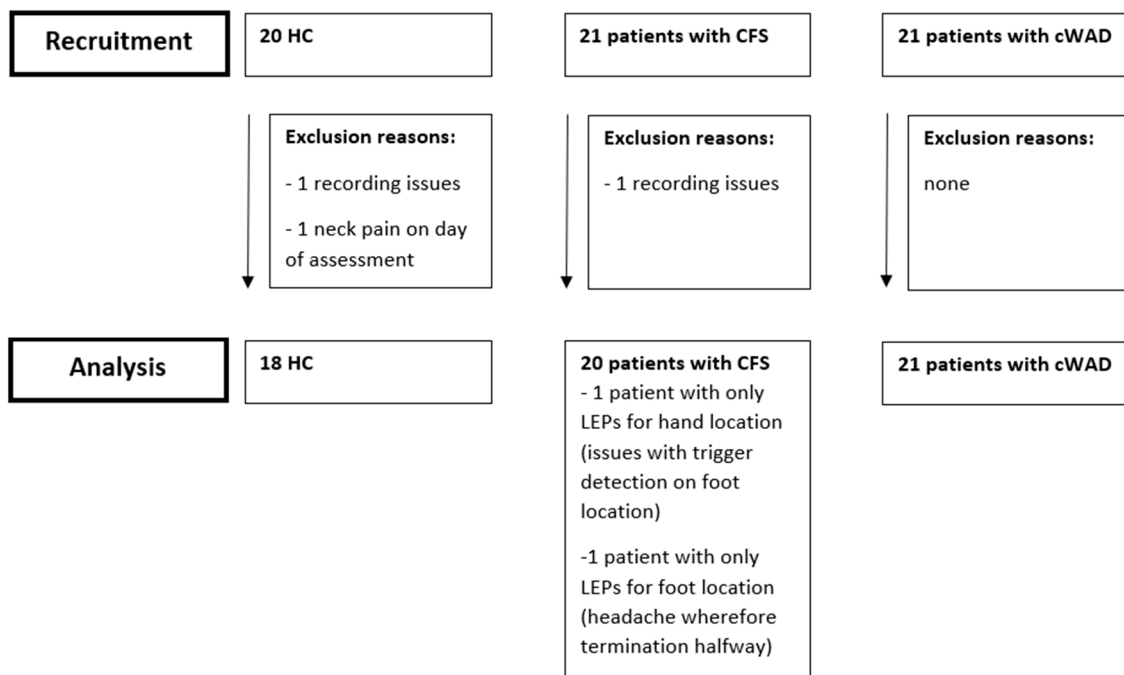 Recruitment
20 HC
21 patients with CFS
21 patients with cWAD
Exclusion reasons:
- 1 recording issues
- 1 neck pain on day
of assessment
Exclusion reasons:
- 1 recording issues
Exclusion reasons:
none
Analysis
18 HC
20 patients with CFS
- 1 patient with only
LEPs for hand location
(issues with trigger
detection on foot
location)
-1 patient with only
LEPs for foot location
(headache wherefore
termination halfway)
21 patients with cWAD